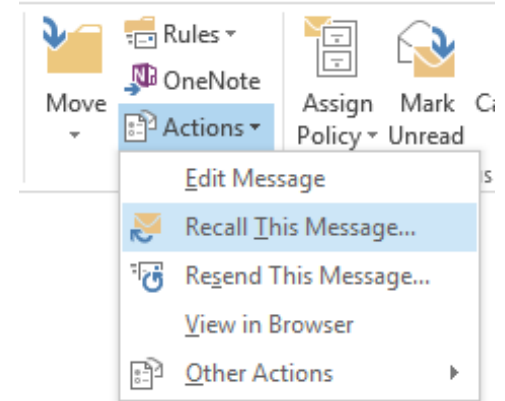 Rules
OneNote
Move
Actions
Assign Policy
Mark Unread
Ca
s
Edit Message
Recall This Message...
Resend This Message...
View in Browser
Other Actions